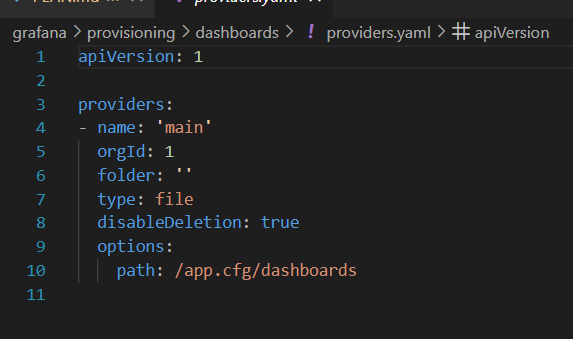 providers.yaml
grafana > provisioning > dashboards > ! providers.yaml > apiVersion
1 apiVersion: 1
2
3 providers:
4 - name: 'main'
5 orgId: 1
6 folder: ''
7 type: file
8 disableDeletion: true
9 options:
10 path: /app.cfg/dashboards
11